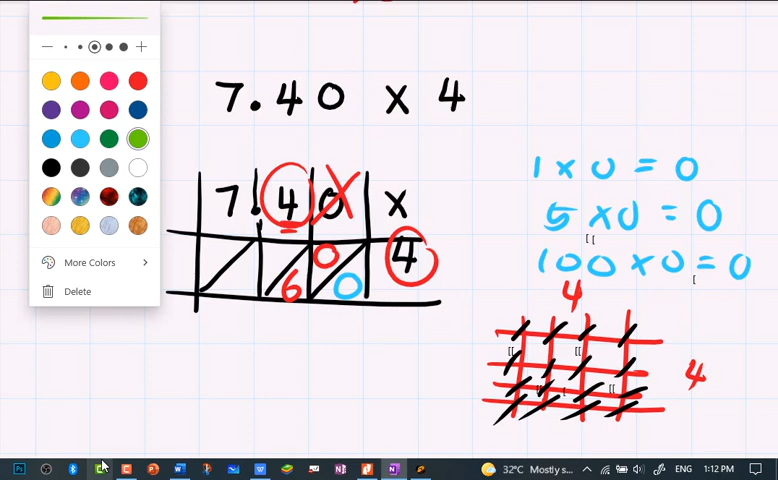 7.40 x 4
1 x 0 = 0
7.40 x
5 x 0 = 0
0 4
6 0
100 x 0 = 0
4
4
More Colors
Delete
32°C Mostly s... ENG 1:12 PM